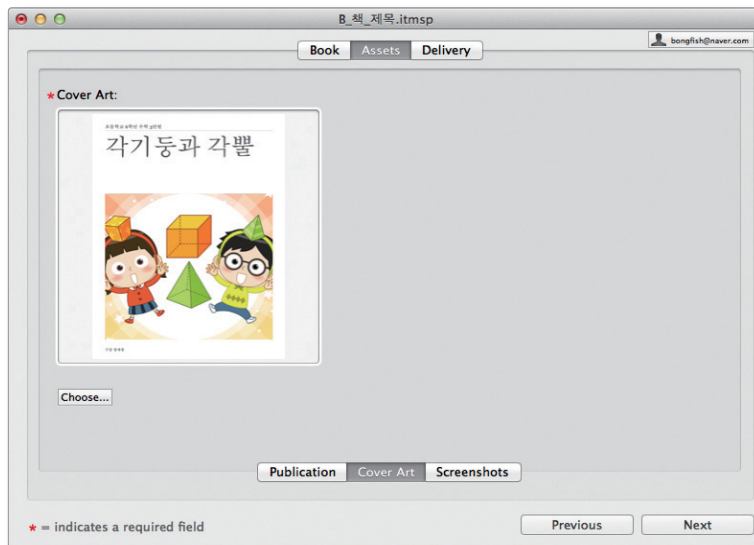 B_책_제목.itmsp
bongfish@naver.com
Book Assets Delivery
*Cover Art:
각기둥과 각뿔
Choose...
Publication Cover Art Screenshots
* = indicates a required field
Previous Next